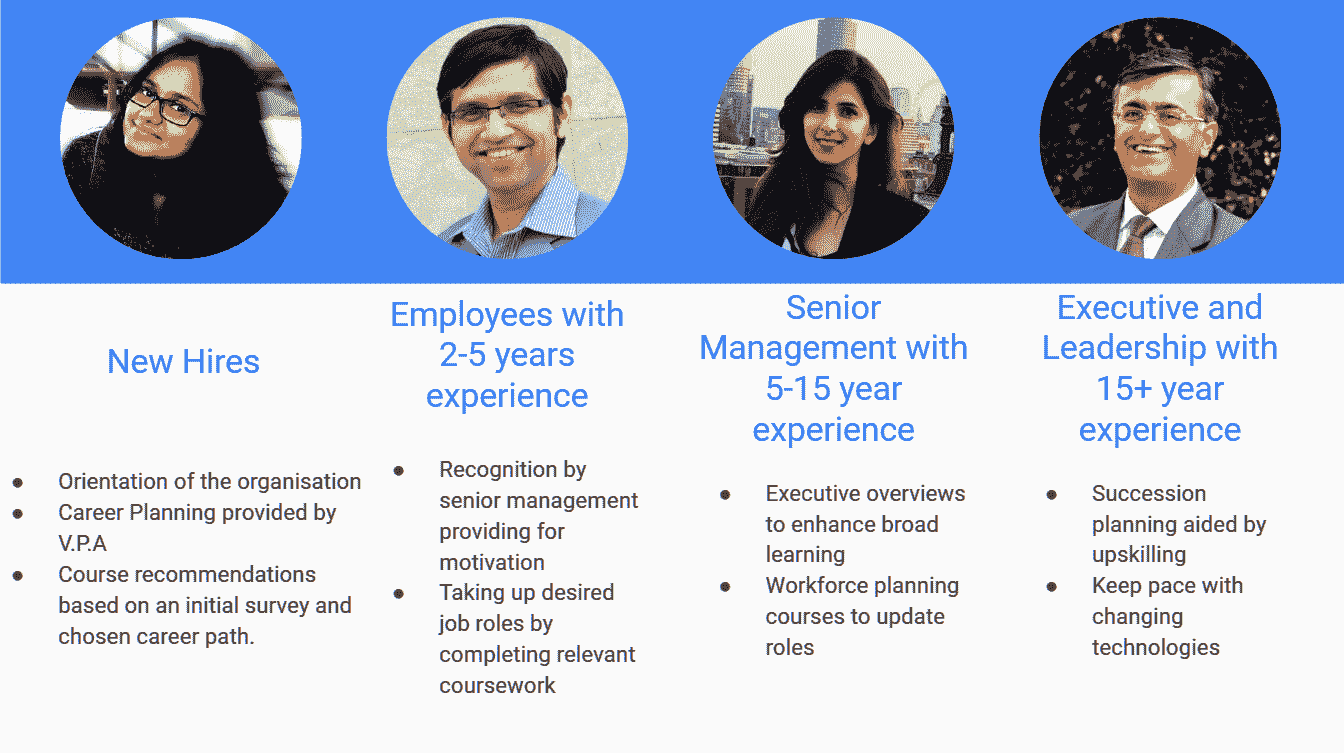 New Hires
Orientation of the organisation
Career Planning provided by
V.P.A
Course recommendations
based on an initial survey and
chosen career path.
Employees with
2-5 years
experience
Recognition by
senior management
providing for
motivation
Taking up desired
job roles by
completing relevant
coursework
Senior
Management with
5-15 year
experience
Executive overviews
to enhance broad
learning
Workforce planning
courses to update
roles
Executive and
Leadership with
15+ year
experience
Succession
planning aided by
upskilling
Keep pace with
changing
technologies